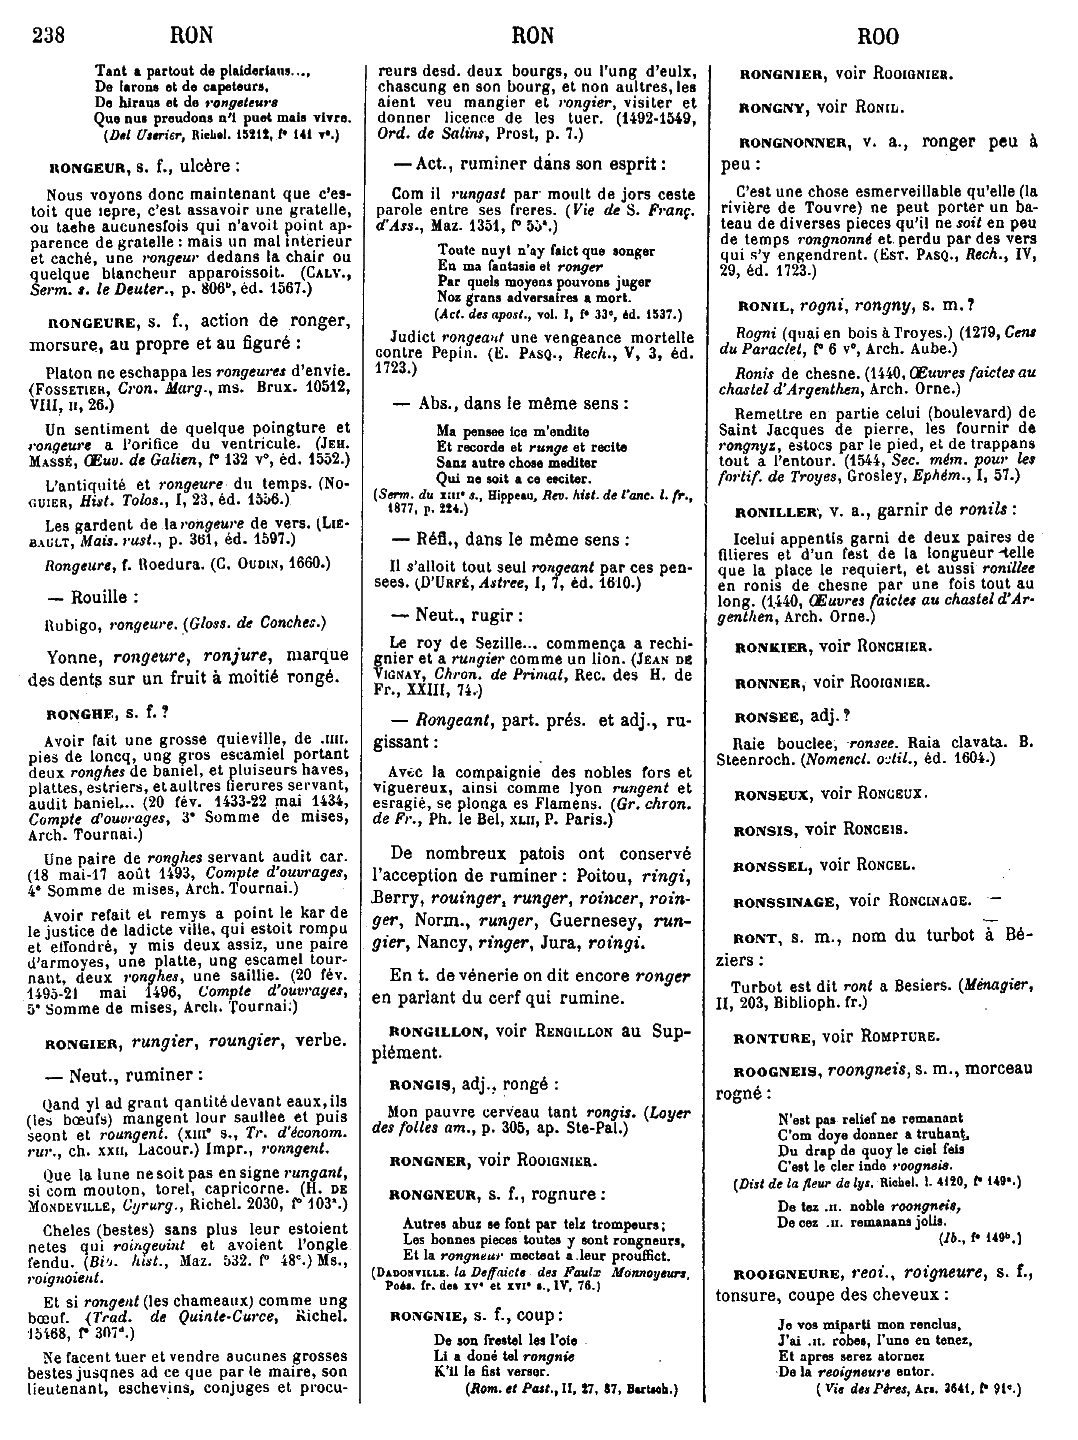 238 RON RON ROO
Tant a partout de plaiderians...,
De larons et de capeteurs,
De hiraus et de rongeteurs
Que nus preudons n'i puet mais vivre.
(Del Userier, Richel. 15212, f° 141 v°.)
RONGEUR, s. f., ulcère :
Nous voyons donc maintenant que c'es-
toit que lepre, c'est assavoir une gratelle,
ou tache aucunesfois qui n'avoit point ap-
parence de gratelle : mais un mal interieur
et caché, une rongeur dedans la chair ou
quelque blancheur apparoissoit. (CALV.,
Serm. s. le Deuter., p. 806ᵇ, éd. 1567.)
RONGEURE, s. f., action de ronger,
morsure, au propre et au figuré :
Platon ne eschappa les rongeures d'envie.
(FOSSETIER, Cron. Marg., ms. Brux. 10512,
VIII, II, 26.)
Un sentiment de quelque poingture et
rongeure a l'orifice du ventricule. (JEH.
MASSÉ, Œuv. de Galien, f° 132 v°, éd. 1552.)
L'antiquité et rongeure du temps. (NO-
GUIER, Hist. Tolos., I, 23, éd. 1556.)
Les gardent de la rongeure de vers. (LIE-
BAULT, Mais. rust., p. 361, éd. 1597.)
Rongeure, f. Roedura. (C. OUDIN, 1660.)
— Rouille :
Rubigo, rongeure. (Gloss. de Conches.)
Yonne, rongeure, ronjure, marque
des dents sur un fruit à moitié rongé.
RONGHE, s. f. ?
Avoir fait une grosse quieville, de .IIII.
pies de loncq, ung gros escamiel portant
deux ronghes de baniel, et pluiseurs haves,
plattes, estriers, et aultres fierures servant,
audit baniel... (20 fév. 1433-22 mai 1434,
Compte d'ouvrages, 3ᵉ Somme de mises,
Arch. Tournai.)
Une paire de ronghes servant audit car.
(18 mai-17 août 1493, Compte d'ouvrages,
4ᵉ Somme de mises, Arch. Tournai.)
Avoir refait et remys a point le kar de
le justice de ladicte ville, qui estoit rompu
et effondré, y mis deux assiz, une paire
d'armoyes, une platte, ung escamel tour-
nant, deux ronghes, une saillie. (20 fév.
1495-21 mai 1496, Compte d'ouvrages,
5ᵉ Somme de mises, Arch. Tournai.)
RONGIER, rungier, roungier, verbe.
— Neut., ruminer :
Qand yl ad grant qantité devant eaux, ils
(les bœufs) mangent lour saullee et puis
seont et roungent. (XIIIᵉ s., Tr. d'économ.
rur., ch. XXII, Lacour.) Impr., ronngent.
Que la lune ne soit pas en signe rungant,
si com mouton, torel, capricorne. (H. DE
MONDEVILLE, Cyrurg., Richel. 2030, f° 103ᵃ.)
Cheles (bestes) sans plus leur estoient
netes qui roingeoint et avoient l'ongle
fendu. (Bib. hist., Maz. 532. f° 48ᶜ.) Ms.,
roignoient.
Et si rongent (les chameaux) comme ung
bœuf. (Trad. de Quinte-Curce, Richel.
15468, f° 307ᵈ.)
Ne facent tuer et vendre aucunes grosses
bestes jusqnes ad ce que par le maire, son
lieutenant, eschevins, conjuges et procu-
reurs desd. deux bourgs, ou l'ung d'eulx,
chascung en son bourg, et non aultres, les
aient veu mangier et rongier, visiter et
donner licence de les tuer. (1492-1549,
Ord. de Salins, Prost, p. 7.)
— Act., ruminer dans son esprit :
Com il rungast par moult de jors ceste
parole entre ses freres. (Vie de S. Franç.
d'Ass., Maz. 1351, f° 55ᵃ.)
Toute nuyt n'ay faict que songer
En ma fantasie et ronger
Par quels moyens pouvons juger
Noz grans adversaires a mort.
(Act. des apost., vol. I, f° 33ᶜ, éd. 1537.)
Judict rongeant une vengeance mortelle
contre Pepin. (E. PASQ., Rech., V, 3, éd.
1723.)
— Abs., dans le même sens :
Ma pensee ice m'endite
Et recorde et runge et recite
Sanz autre chose mediter
Qui ne soit a ce esciter.
(Serm. du XIIIᵉ s., Hippeau, Rev. hist. de l'anc. l. fr.,
1877, p. 224.)
— Réfl., dans le même sens :
Il s'alloit tout seul rongeant par ces pen-
sees. (D'URFÉ, Astree, I, 7, éd. 1610.)
— Neut., rugir :
Le roy de Sezille... commença a rechi-
gnier et a rungier comme un lion. (JEAN DE
VIGNAY, Chron. de Primat, Rec. des H. de
Fr., XXIII, 74.)
— Rongeant, part. prés. et adj., ru-
gissant :
Avec la compaignie des nobles fors et
viguereux, ainsi comme lyon rungent et
esragié, se plonga es Flamens. (Gr. chron.
de Fr., Ph. le Bel, XLII, P. Paris.)
De nombreux patois ont conservé
l'acception de ruminer : Poitou, ringi,
Berry, rouinger, runger, roincer, roin-
ger, Norm., runger, Guernesey, run-
gier, Nancy, ringer, Jura, roingi.
En t. de vénerie on dit encore ronger
en parlant du cerf qui rumine.
RONGILLON, voir RENGILLON au Sup-
plément.
RONGIS, adj., rongé :
Mon pauvre cerveau tant rongis. (Loyer
des folles am., p. 305, ap. Ste-Pal.)
RONGNER, voir ROOIGNIER.
RONGNEUR, s. f., rognure :
Autres abuz se font par telz trompeurs ;
Les bonnes pieces toutes y sont rongneurs,
Et la rongneur mectent a leur prouffict.
(DADONVILLE. la Deffaicte des Faulx Monnoyeurs,
Poés. fr. des XVᵉ et XVIᵉ s., IV, 76.)
RONGNIE, s. f., coup :
De son frestel les l'oie
Li a doné tel rongnie
K'il le fist verser.
(Rom. et Past., II, 27, 87, Bartsch.)
RONGNIER, voir ROOIGNIER.
RONGNY, voir RONIL.
RONGNONNER, v. a., ronger peu à
peu :
C'est une chose esmerveillable qu'elle (la
rivière de Touvre) ne peut porter un ba-
teau de diverses pieces qu'il ne soit en peu
de temps rongnonné et perdu par des vers
qui s'y engendrent. (EST. PASQ., Rech., IV,
29, éd. 1723.)
RONIL, rogni, rongny, s. m. ?
Rogni (quai en bois à Troyes.) (1279, Cens
du Paraclet, f° 6 v°, Arch. Aube.)
Ronis de chesne. (1440, Œuvres faictes au
chastel d'Argenthen, Arch. Orne.)
Remettre en partie celui (boulevard) de
Saint Jacques de pierre, les fournir de
rongnyz, estocs par le pied, et de trappans
tout a l'entour. (1544, Sec. mém. pour les
fortif. de Troyes, Grosley, Ephém., I, 57.)
RONILLER, v. a., garnir de ronils :
Icelui appentis garni de deux paires de
filieres et d'un fest de la longueur telle
que la place le requiert, et aussi ronillee
en ronis de chesne par une fois tout au
long. (1440, Œuvres faictes au chastel d'Ar-
genthen, Arch. Orne.)
RONKIER, voir RONCHIER.
RONNER, voir ROOIGNIER.
RONSEE, adj. ?
Raie bouclee, ronsee. Raia clavata. B.
Steenroch. (Nomencl. octil., éd. 1604.)
RONSEUX, voir RONCEUX.
RONSIS, voir RONCEIS.
RONSSEL, voir RONCEL.
RONSSINAGE, voir RONCINAGE.
RONT, s. m., nom du turbot à Bé-
ziers :
Turbot est dit ront a Besiers. (Ménagier,
II, 203, Biblioph. fr.)
RONTURE, voir ROMPTURE.
ROOGNEIS, roongneis, s. m., morceau
rogné :
N'est pas relief ne remanant
C'om doye donner a truhant,
Du drap de quoy le ciel feis
C'est le cler inde roogneis.
(Dist de la fleur de lys. Richel. l. 4120, f° 149ᵃ.)
De tez .II. noble roongneis,
De cez .II. remanans jolis.
(Ib., f° 149ᵇ.)
ROOIGNEURE, reoi., roigneure, s. f.,
tonsure, coupe des cheveux :
Je vos miparti mon renclus,
J'ai .II. robes, l'une en tenez,
Et apres serez atornez
De la reoigneure entor.
(Vie des Pères, Ars. 3641, f° 91ᶜ.)